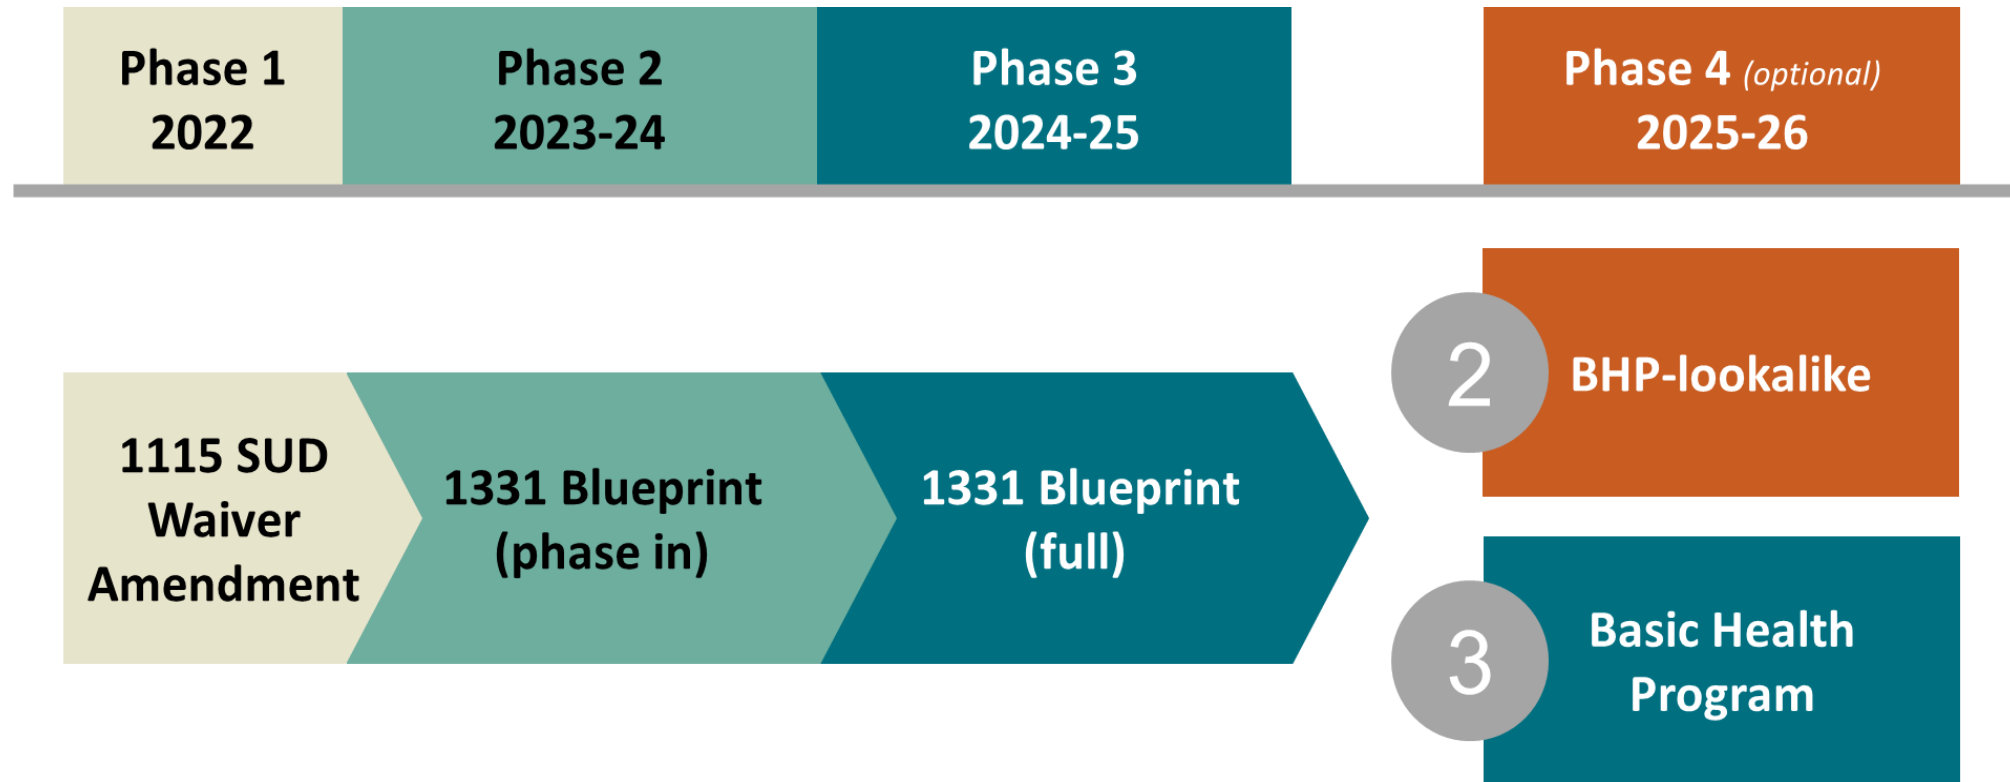 Phase 1
2022
Phase 2
2023-24
Phase 3
2024-25
Phase 4 (optional)
2025-26
1115 SUD
Waiver
Amendment
1331 Blueprint
(phase in)
1331 Blueprint
(full)
2
BHP-lookalike
3
Basic Health
Program